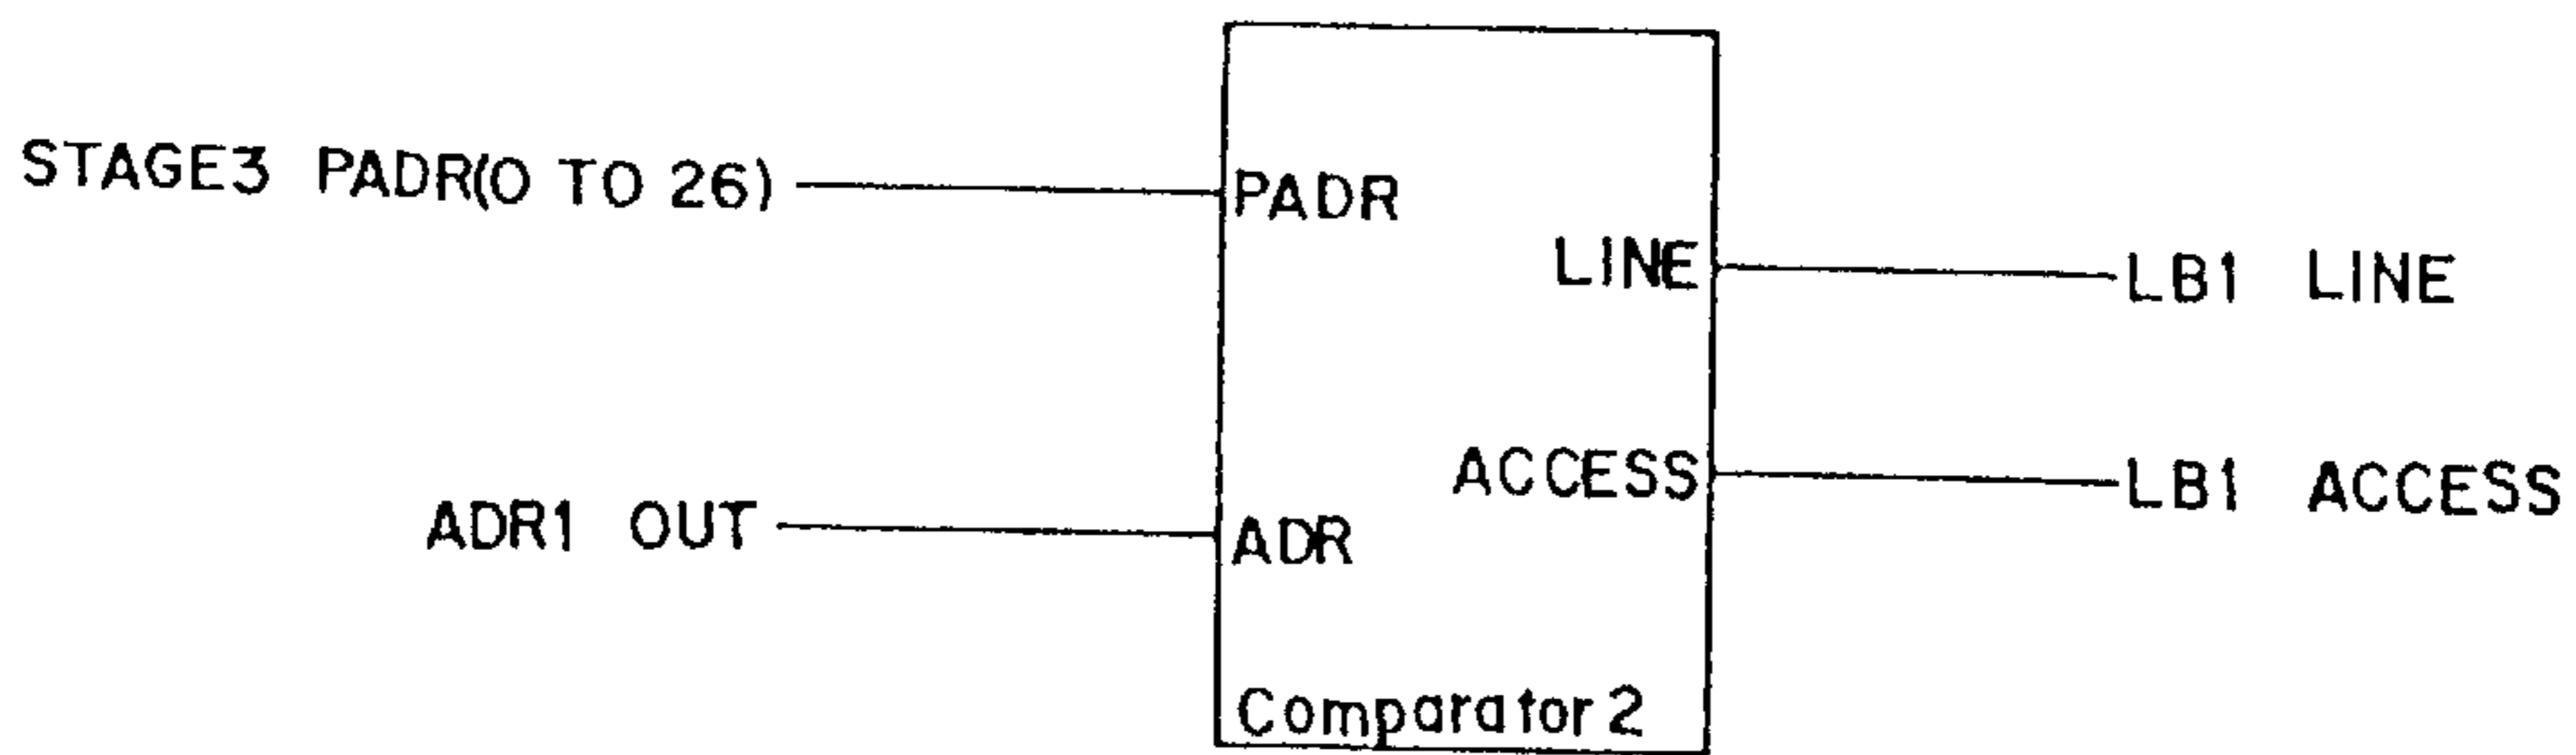 STAGE3 PADR(0 TO 26)
PADR
LINE
LB1 LINE
ACCESS
LB1 ACCESS
ADR1 OUT
ADR
Comparator 2